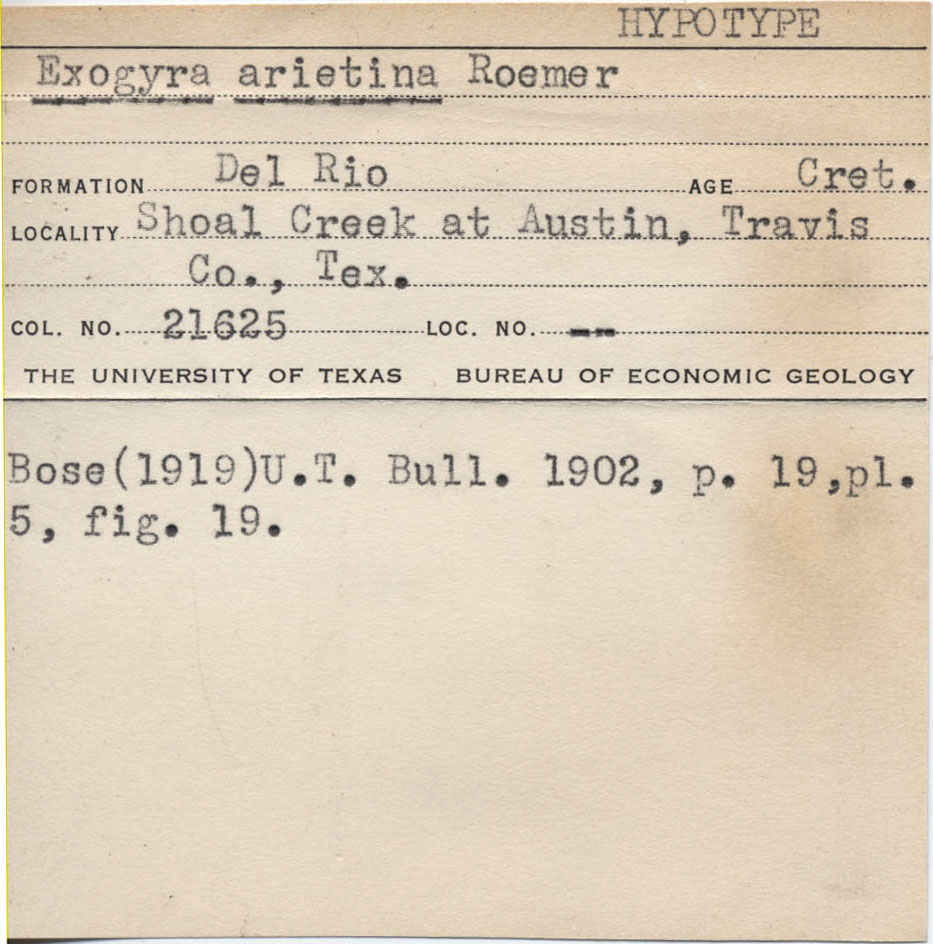 HYPOTYPE
Exogyra arietina Roemer
FORMATION Del Rio AGE Cret.
LOCALITY Shoal Creek at Austin, Travis
Co., Tex.
COL. NO. 21625 LOC. NO. --
THE UNIVERSITY OF TEXAS BUREAU OF ECONOMIC GEOLOGY
Bose(1919)U.T. Bull. 1902, p. 19,pl.
5, fig. 19.